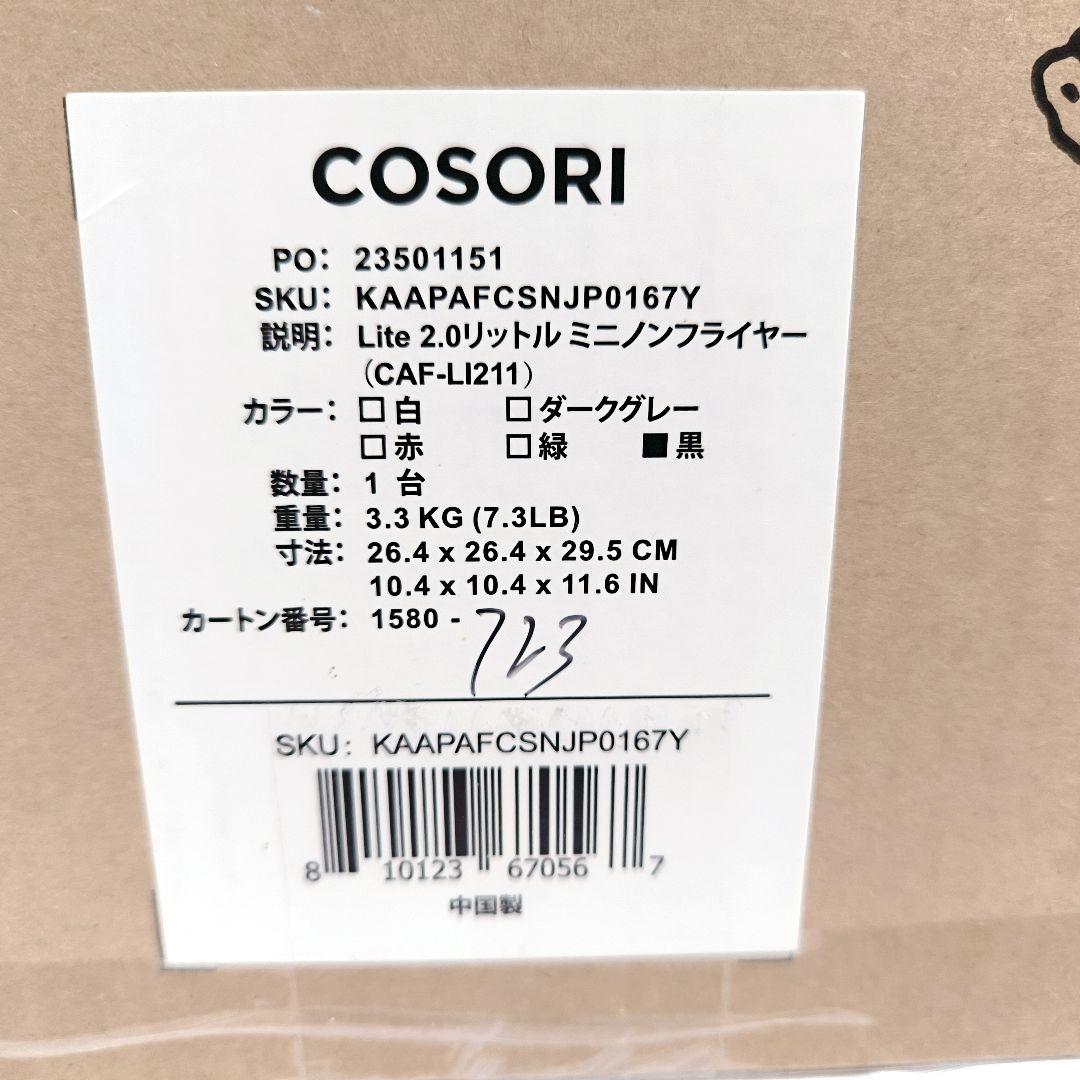 COSORI
PO: 23501151
SKU: KAAPAFCSNJP0167Y
説明: Lite 2.0リットル ミニノンフライヤー
（CAF-LI211）
カラー: □ 白 □ ダークグレー
□ 赤 □ 緑 ■ 黒
数量: 1 台
重量: 3.3 KG (7.3LB)
寸法: 26.4 x 26.4 x 29.5 CM
10.4 x 10.4 x 11.6 IN
カートン番号: 1580 - 723
SKU: KAAPAFCSNJP0167Y
8 10123 67056 7
中国製